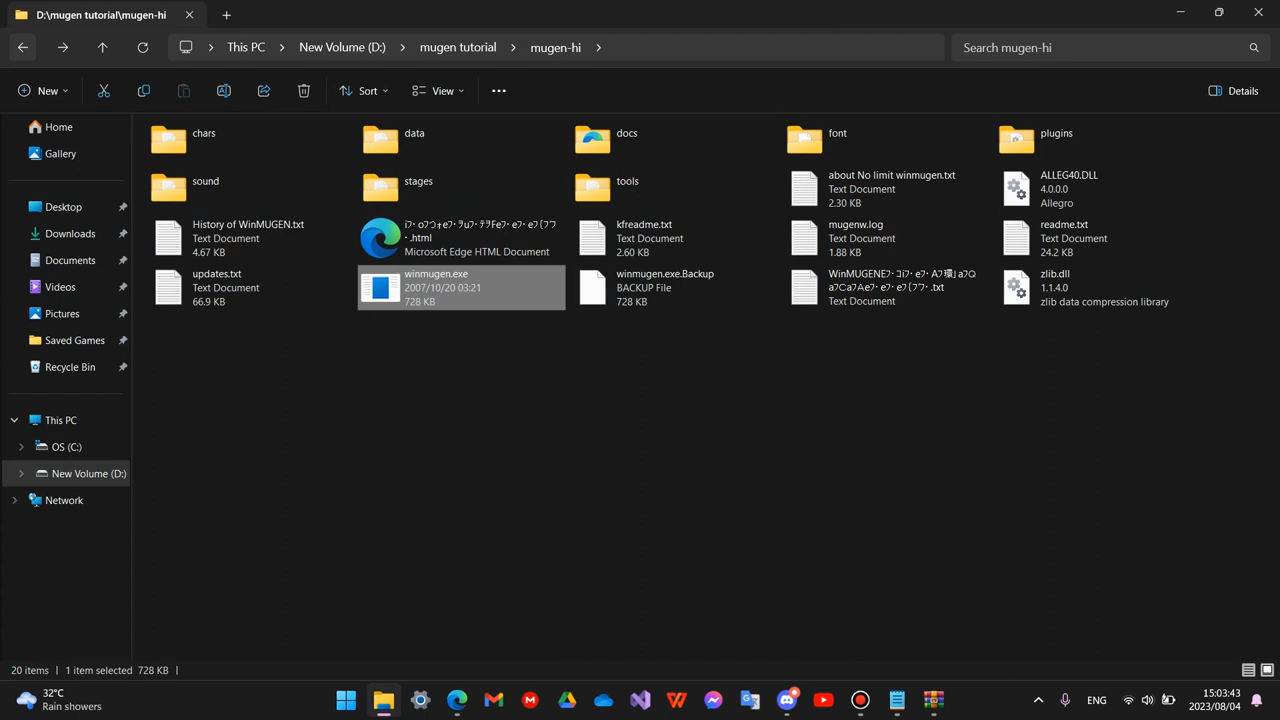 D:\mugen tutorial\mugen-hi
This PC
New Volume (D:)
mugen tutorial
mugen-hi
Search mugen-hi
New
Sort
View
Details
Home
Gallery
Desktop
Downloads
Documents
Videos
Pictures
Saved Games
Recycle Bin
This PC
OS (C:)
New Volume (D:)
Network
chars
data
docs
font
plugins
sound
stages
tools
about No limit winmugen.txt
Text Document
2.30 KB
ALLEG40.DLL
4.0.0.0
Allegro
History of WinMUGEN.txt
Text Document
4.67 KB
.html
Microsoft Edge HTML Document
kfreadme.txt
Text Document
2.60 KB
mugenw.log
Text Document
1.88 KB
readme.txt
Text Document
24.2 KB
updates.txt
Text Document
66.9 KB
winmugen.exe
2007/10/20 03:21
728 KB
winmugen.exe.Backup
BACKUP File
728 KB
.txt
Text Document
zlib.dll
1.1.4.0
zlib data compression library
20 items
1 item selected 728 KB
32°C
Rain showers
ENG
15:03:43
2023/08/04